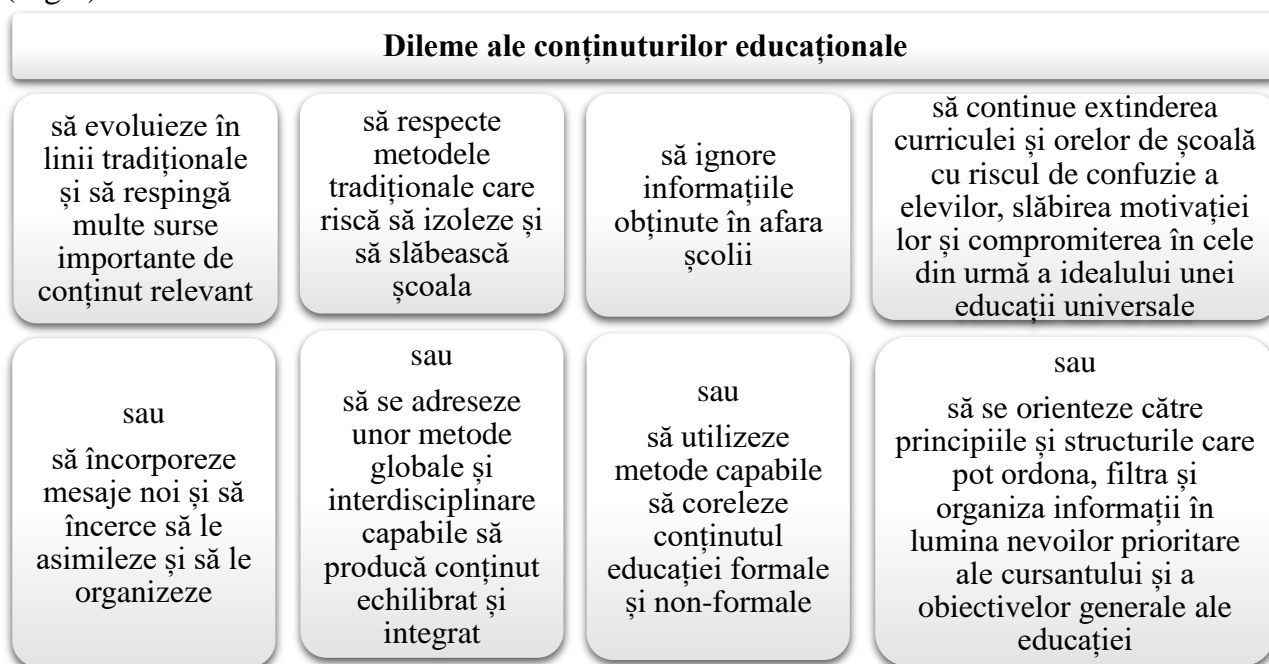 Dileme ale conținuturilor educaționale
să evoluieze în
linii tradiționale
și să respingă
multe surse
importante de
conținut relevant
să respecte
metodele
tradiționale care
riscă să izoleze și
să slăbească
școala
să ignore
informațiile
obținute în afara
școlii
să continue extinderea
curriculei și orelor de școală
cu riscul de confuzie a
elevilor, slăbirea motivației
lor și compromiterea în cele
din urmă a idealului unei
educații universale
sau
să încorporeze
mesaje noi și să
încerce să le
asimileze și să le
organizeze
sau
să se adreseze
unor metode
globale și
interdisciplinare
capabile să
producă conținut
echilibrat și
integrat
sau
să utilizeze
metode capabile
să coreleze
conținutul
educației formale
și non-formale
sau
să se orienteze către
principiile și structurile care
pot ordona, filtra și
organiza informații în
lumina nevoilor prioritare
ale cursantului și a
obiectivelor generale ale
educației